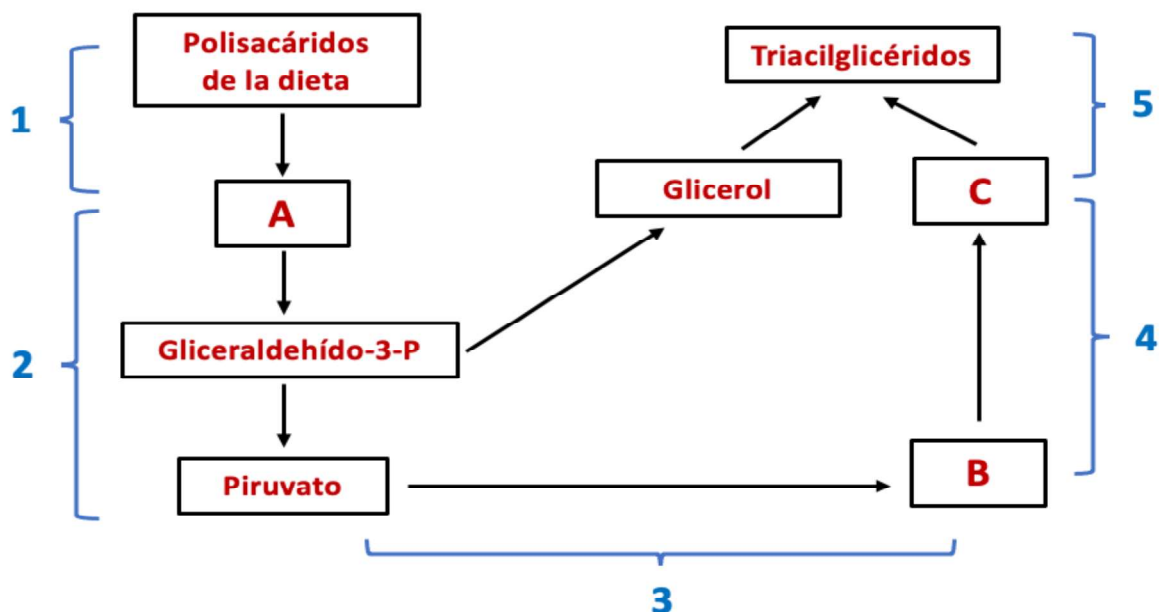 Polisacáridos
de la dieta
Triacilglicéridos
1
5
A
Glicerol
C
2
Gliceraldehído-3-P
4
Piruvato
B
3